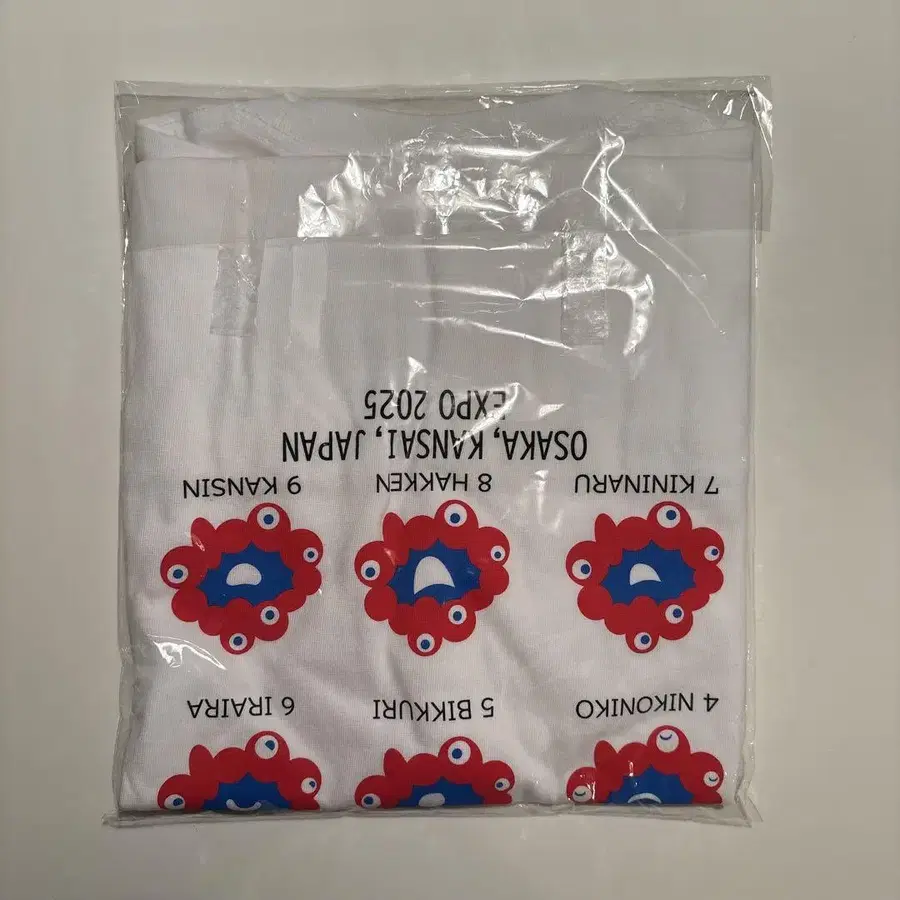 4 NIKONIKO
5 BIKKURI
6 IRAIRA
7 KININARU
8 HAKKEN
9 KANSIN
OSAKA, KANSAI, JAPAN
EXPO 2025